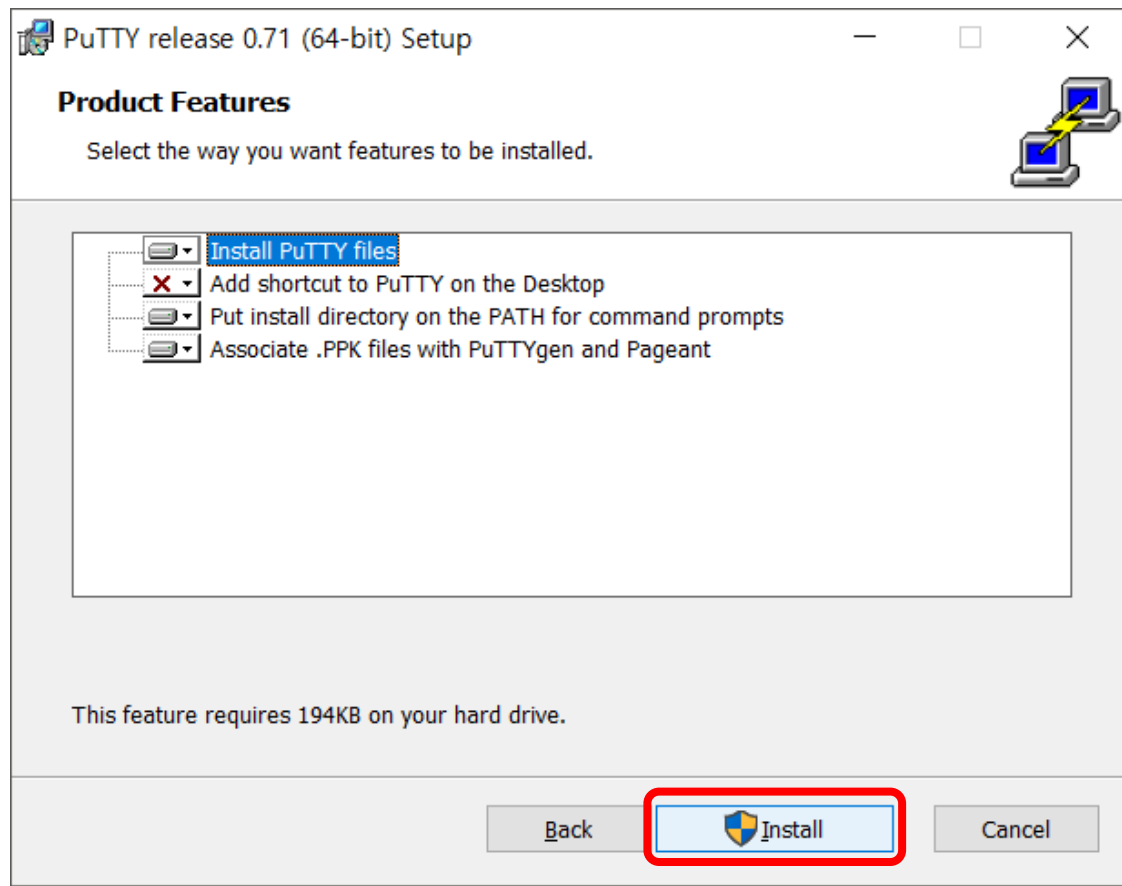 PuTTY release 0.71 (64-bit) Setup
Product Features
Select the way you want features to be installed.
Install PuTTY files
Add shortcut to PuTTY on the Desktop
Put install directory on the PATH for command prompts
Associate .PPK files with PuTTYgen and Pageant
This feature requires 194KB on your hard drive.
Back
Install
Cancel